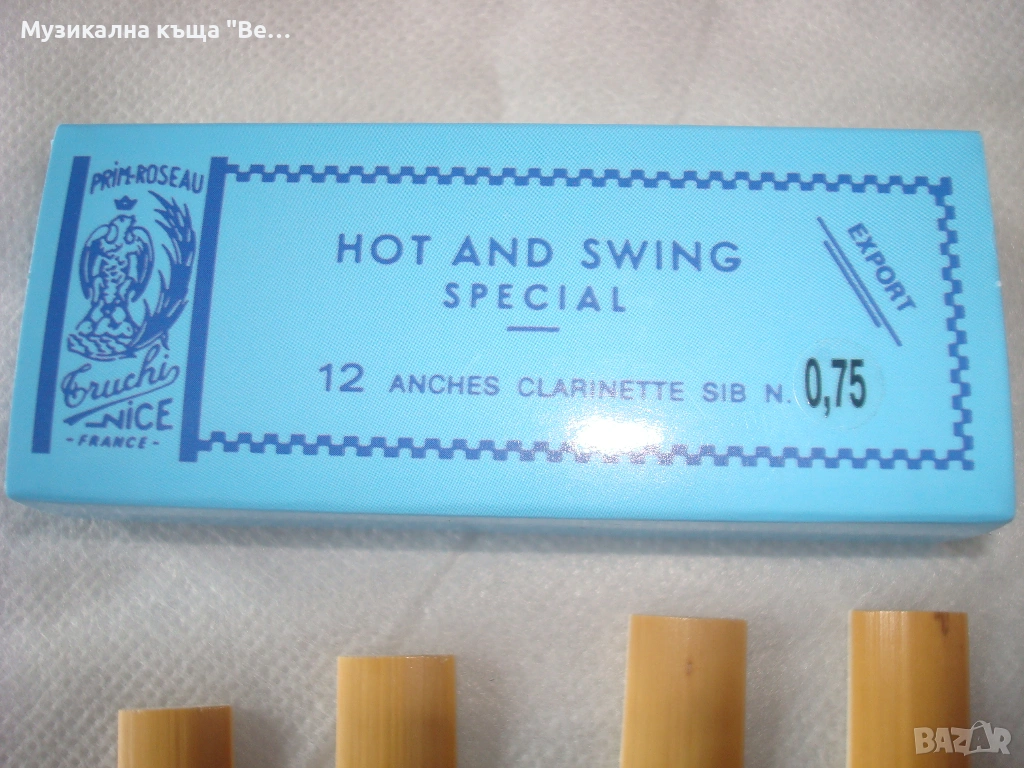 Музикална къща "Ве...
PRIM-ROSEAU
Truchi
NICE
- FRANCE -
HOT AND SWING
SPECIAL
EXPORT
12 ANCHES CLARINETTE SIB N. 0,75
BAZAR